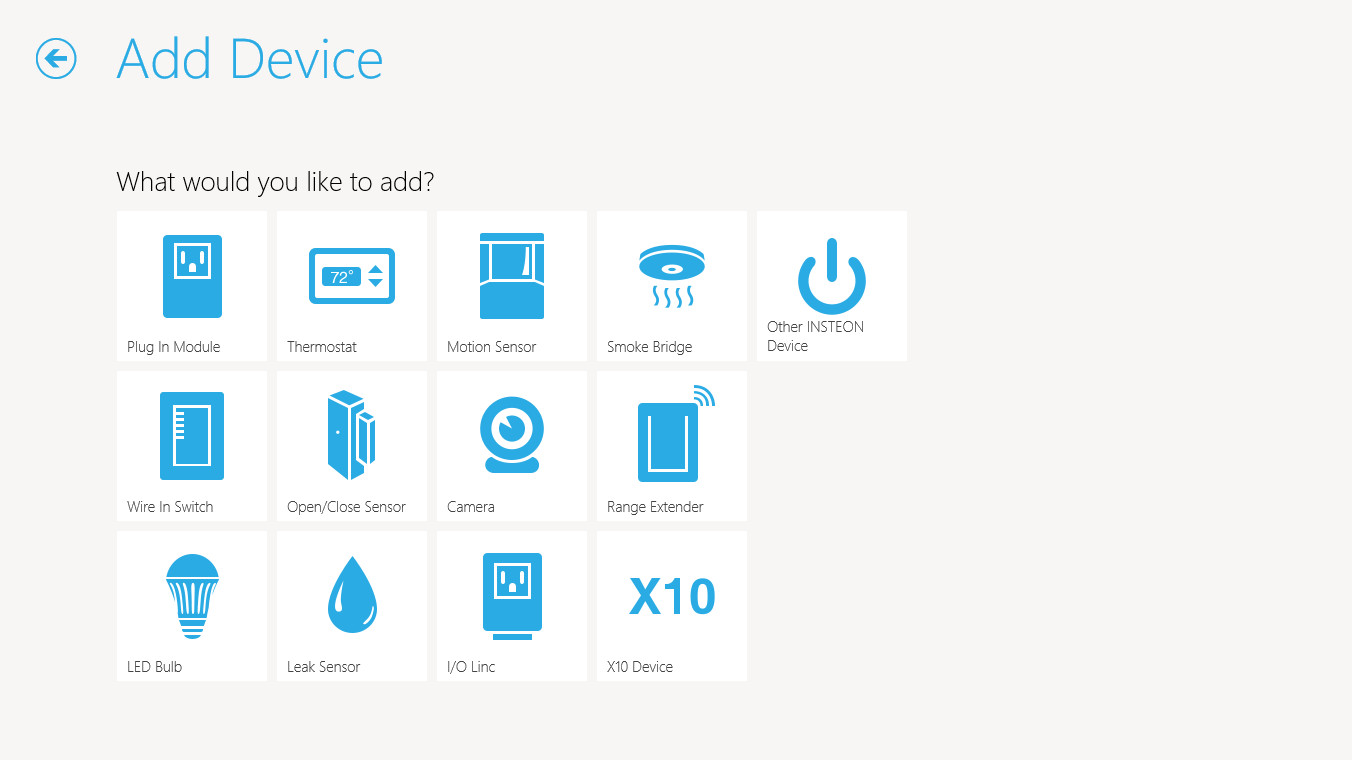 Add Device
What would you like to add?
72°
Plug In Module
Thermostat
Motion Sensor
Smoke Bridge
Other INSTEON
Device
Wire In Switch
Open/Close Sensor
Camera
Range Extender
X10
LED Bulb
Leak Sensor
I/O Linc
X10 Device